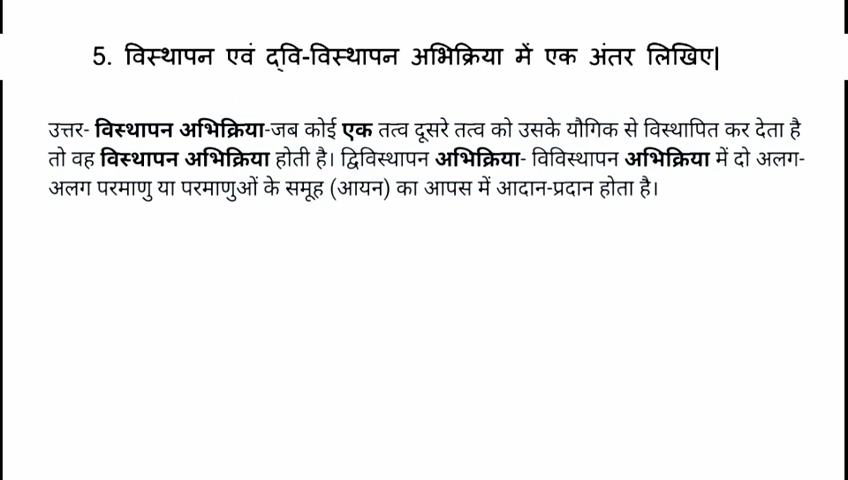 5. विस्थापन एवं द्‌वि-विस्थापन अभिक्रिया में एक अंतर लिखिए|
उत्तर- विस्थापन अभिक्रिया-जब कोई एक तत्व दूसरे तत्व को उसके यौगिक से विस्थापित कर देता है
तो वह विस्थापन अभिक्रिया होती है। द्विविस्थापन अभिक्रिया- विविस्थापन अभिक्रिया में दो अलग-
अलग परमाणु या परमाणुओं के समूह (आयन) का आपस में आदान-प्रदान होता है।